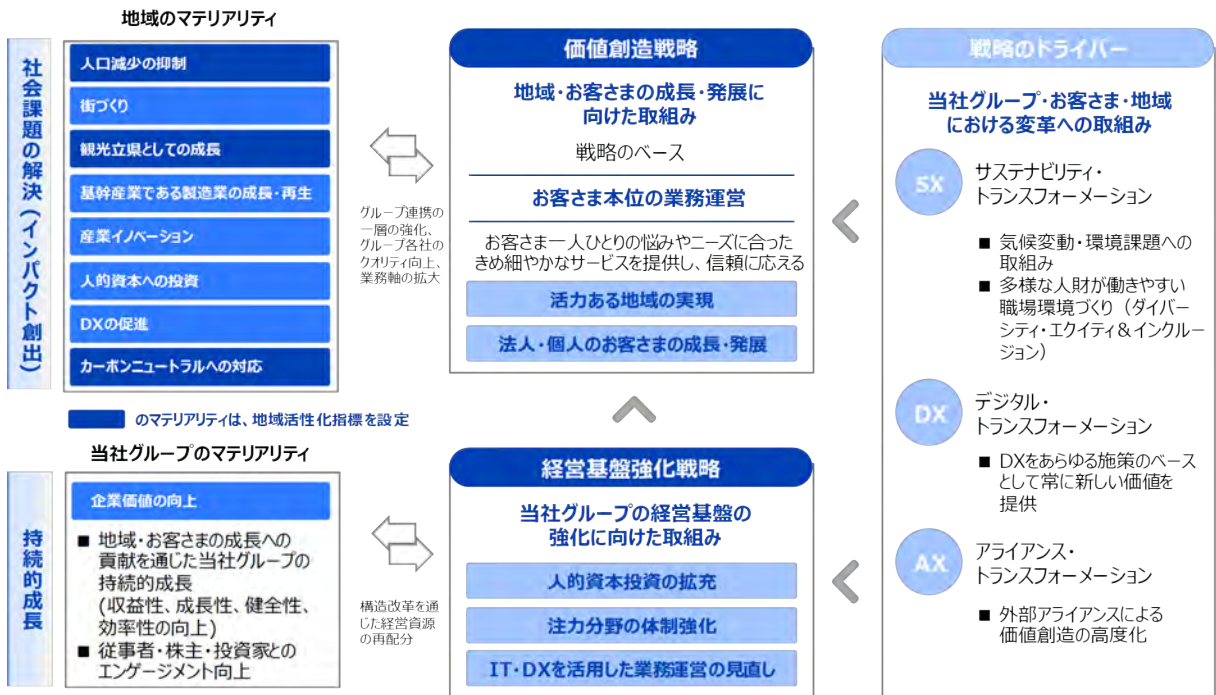 地域のマテリアリティ
社会課題の解決（インパクト創出）
人口減少の抑制
街づくり
観光立県としての成長
基幹産業である製造業の成長・再生
産業イノベーション
人的資本への投資
DXの促進
カーボンニュートラルへの対応
のマテリアリティは、地域活性化指標を設定
当社グループのマテリアリティ
持続的成長
企業価値の向上
■ 地域・お客さまの成長への
貢献を通じた当社グループの
持続的成長
(収益性、成長性、健全性、
効率性の向上)
■ 従事者・株主・投資家との
エンゲージメント向上
グループ連携の
一層の強化、
グループ各社の
クオリティ向上、
業務軸の拡大
構造改革を通
じた経営資源
の再配分
価値創造戦略
地域・お客さまの成長・発展に
向けた取組み
戦略のベース
お客さま本位の業務運営
お客さま一人ひとりの悩みやニーズに合った
きめ細やかなサービスを提供し、信頼に応える
活力ある地域の実現
法人・個人のお客さまの成長・発展
経営基盤強化戦略
当社グループの経営基盤の
強化に向けた取組み
人的資本投資の拡充
注力分野の体制強化
IT・DXを活用した業務運営の見直し
戦略のドライバー
当社グループ・お客さま・地域
における変革への取組み
SX
サステナビリティ・
トランスフォーメーション
■ 気候変動・環境課題への
取組み
■ 多様な人財が働きやすい
職場環境づくり（ダイバー
シティ・エクイティ＆インクルー
ジョン）
DX
デジタル・
トランスフォーメーション
■ DXをあらゆる施策のベース
として常に新しい価値を
提供
AX
アライアンス・
トランスフォーメーション
■ 外部アライアンスによる
価値創造の高度化